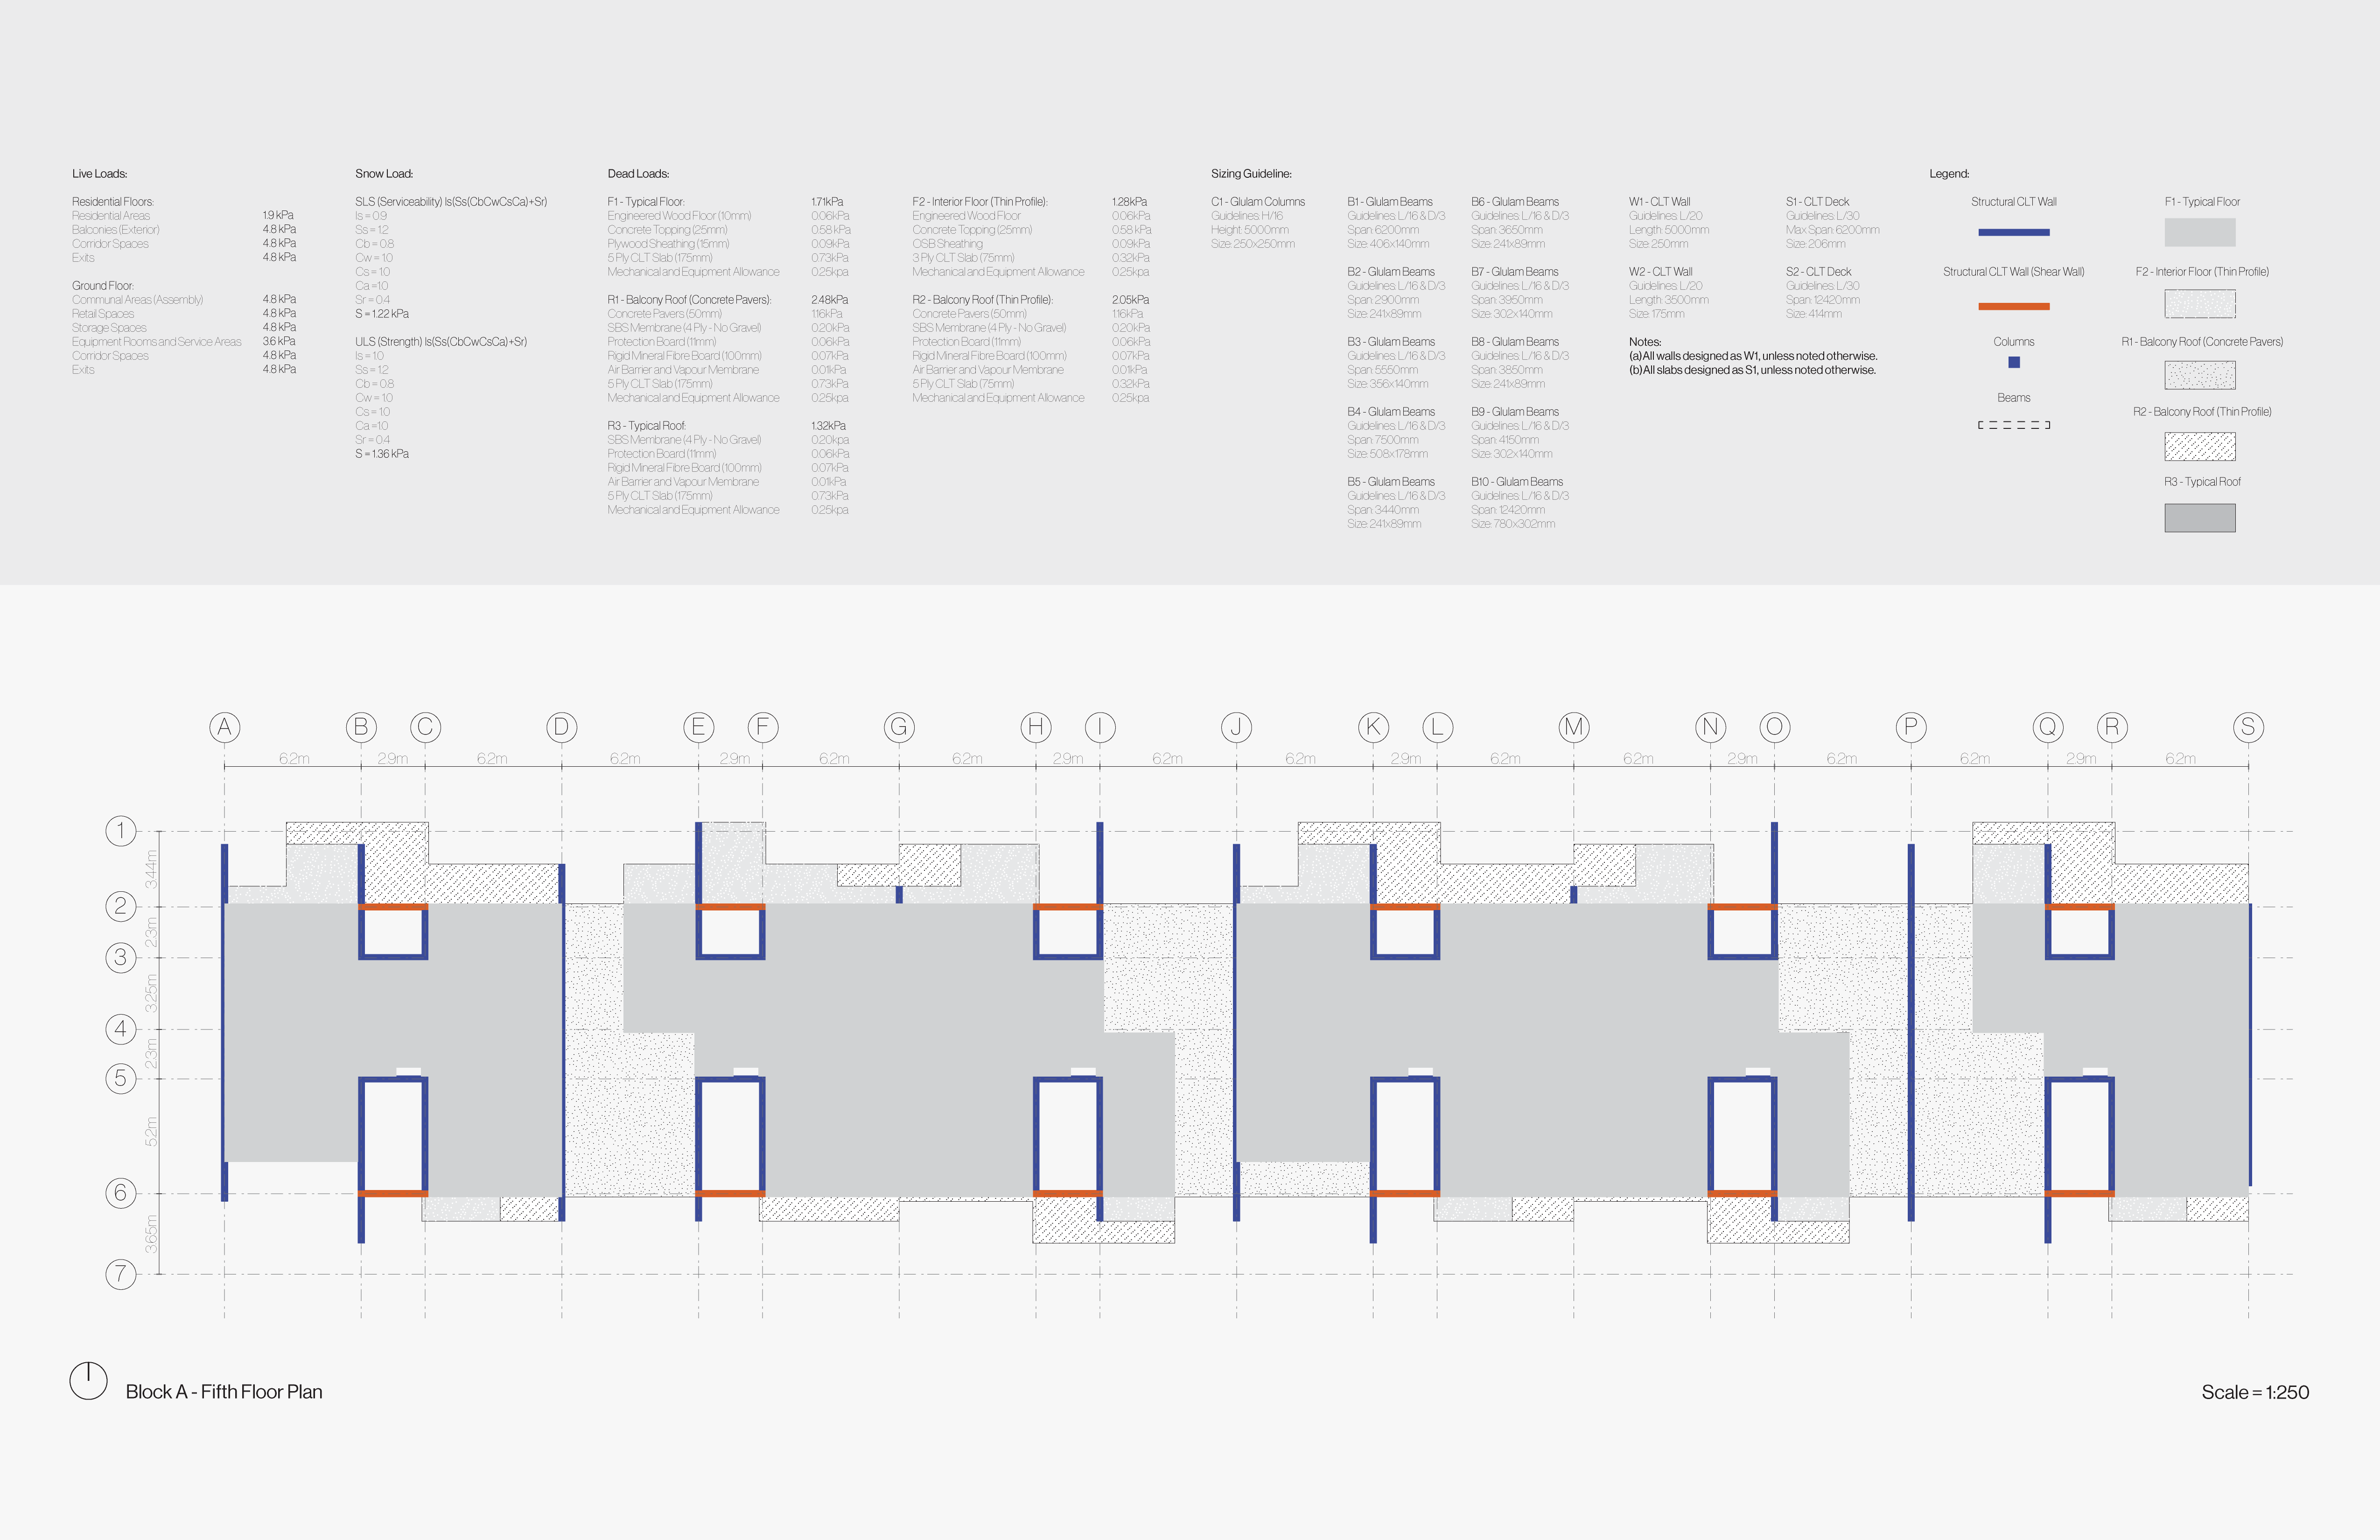 Live Loads:
Residential Floors:
Residential Areas 1.9 kPa
Balconies (Exterior) 4.8 kPa
Corridor Spaces 4.8 kPa
Exits 4.8 kPa
Ground Floor:
Communal Areas (Assembly) 4.8 kPa
Retail Spaces 4.8 kPa
Storage Spaces 4.8 kPa
Equipment Rooms and Service Areas 3.6 kPa
Corridor Spaces 4.8 kPa
Exits 4.8 kPa
Snow Load:
SLS (Serviceability) Is(Ss(CbCwCsCa)+Sr)
Is = 0.9
Ss = 1.2
Cb = 0.8
Cw = 1.0
Cs = 1.0
Ca =1.0
Sr = 0.4
S = 1.22 kPa
ULS (Strength) Is(Ss(CbCwCsCa)+Sr)
Is = 1.0
Ss = 1.2
Cb = 0.8
Cw = 1.0
Cs = 1.0
Ca =1.0
Sr = 0.4
S = 1.36 kPa
Dead Loads:
F1 - Typical Floor: 1.71kPa
Engineered Wood Floor (10mm) 0.06kPa
Concrete Topping (25mm) 0.58 kPa
Plywood Sheathing (15mm) 0.09kPa
5 Ply CLT Slab (175mm) 0.73kPa
Mechanical and Equipment Allowance 0.25kpa
R1 - Balcony Roof (Concrete Pavers): 2.48kPa
Concrete Pavers (50mm) 1.16kPa
SBS Membrane (4 Ply - No Gravel) 0.20kPa
Protection Board (11mm) 0.06kPa
Rigid Mineral Fibre Board (100mm) 0.07kPa
Air Barrier and Vapour Membrane 0.01kPa
5 Ply CLT Slab (175mm) 0.73kPa
Mechanical and Equipment Allowance 0.25kpa
R3 - Typical Roof: 1.32kPa
SBS Membrane (4 Ply - No Gravel) 0.20kpa
Protection Board (11mm) 0.06kPa
Rigid Mineral Fibre Board (100mm) 0.07kPa
Air Barrier and Vapour Membrane 0.01kPa
5 Ply CLT Slab (175mm) 0.73kPa
Mechanical and Equipment Allowance 0.25kpa
F2 - Interior Floor (Thin Profile): 1.28kPa
Engineered Wood Floor 0.06kPa
Concrete Topping (25mm) 0.58 kPa
OSB Sheathing 0.09kPa
3 Ply CLT Slab (75mm) 0.32kPa
Mechanical and Equipment Allowance 0.25kpa
R2 - Balcony Roof (Thin Profile): 2.05kPa
Concrete Pavers (50mm) 1.16kPa
SBS Membrane (4 Ply - No Gravel) 0.20kPa
Protection Board (11mm) 0.06kPa
Rigid Mineral Fibre Board (100mm) 0.07kPa
Air Barrier and Vapour Membrane 0.01kPa
5 Ply CLT Slab (75mm) 0.32kPa
Mechanical and Equipment Allowance 0.25kpa
Sizing Guideline:
C1 - Glulam Columns
Guidelines: H/16
Height: 5000mm
Size: 250x250mm
B1 - Glulam Beams
Guidelines: L/16 & D/3
Span: 6200mm
Size: 406x140mm
B2 - Glulam Beams
Guidelines: L/16 & D/3
Span: 2900mm
Size: 241x89mm
B3 - Glulam Beams
Guidelines: L/16 & D/3
Span: 5550mm
Size: 356x140mm
B4 - Glulam Beams
Guidelines: L/16 & D/3
Span: 7500mm
Size: 508x178mm
B5 - Glulam Beams
Guidelines: L/16 & D/3
Span: 3440mm
Size: 241x89mm
B6 - Glulam Beams
Guidelines: L/16 & D/3
Span: 3650mm
Size: 241x89mm
B7 - Glulam Beams
Guidelines: L/16 & D/3
Span: 3950mm
Size: 302x140mm
B8 - Glulam Beams
Guidelines: L/16 & D/3
Span: 3850mm
Size: 241x89mm
B9 - Glulam Beams
Guidelines: L/16 & D/3
Span: 4150mm
Size: 302x140mm
B10 - Glulam Beams
Guidelines: L/16 & D/3
Span: 12420mm
Size: 780x302mm
W1 - CLT Wall
Guidelines: L/20
Length: 5000mm
Size: 250mm
W2 - CLT Wall
Guidelines: L/20
Length: 3500mm
Size: 175mm
Notes:
(a)All walls designed as W1, unless noted otherwise.
(b)All slabs designed as S1, unless noted otherwise.
S1 - CLT Deck
Guidelines: L/30
Max Span: 6200mm
Size: 206mm
S2 - CLT Deck
Guidelines: L/30
Span: 12420mm
Size: 414mm
Legend:
Structural CLT Wall
Structural CLT Wall (Shear Wall)
Columns
Beams
F1 - Typical Floor
F2 - Interior Floor (Thin Profile)
R1 - Balcony Roof (Concrete Pavers)
R2 - Balcony Roof (Thin Profile)
R3 - Typical Roof
A B C D E F G H I J K L M N O P Q R S
6.2m 2.9m 6.2m 6.2m 2.9m 6.2m 6.2m 2.9m 6.2m 6.2m 2.9m 6.2m 6.2m 2.9m 6.2m 6.2m 2.9m 6.2m
1
3.44m
2
2.3m
3
3.25m
4
2.3m
5
5.2m
6
3.65m
7
Block A - Fifth Floor Plan
Scale = 1:250